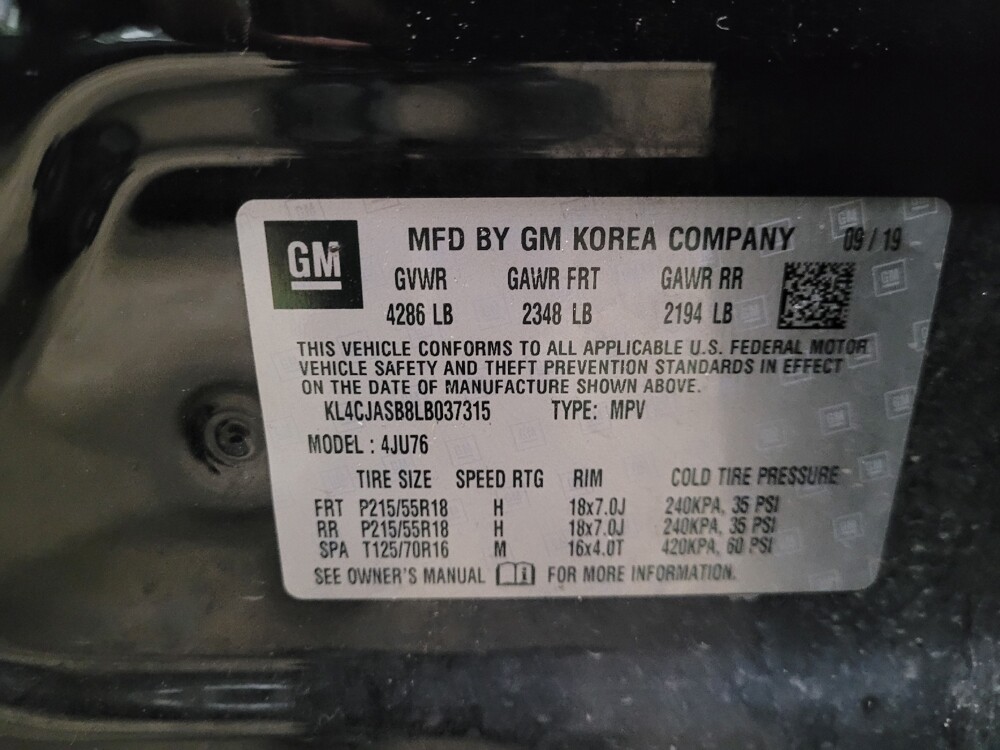 GM
MFD BY GM KOREA COMPANY 09 / 19
GVWR GAWR FRT GAWR RR
4286 LB 2348 LB 2194 LB
THIS VEHICLE CONFORMS TO ALL APPLICABLE U.S. FEDERAL MOTOR
VEHICLE SAFETY AND THEFT PREVENTION STANDARDS IN EFFECT
ON THE DATE OF MANUFACTURE SHOWN ABOVE.
KL4CJASB8LB037315 TYPE: MPV
MODEL : 4JU76
TIRE SIZE SPEED RTG RIM COLD TIRE PRESSURE
FRT P215/55R18 H 18x7.0J 240KPA, 35 PSI
RR P215/55R18 H 18x7.0J 240KPA, 35 PSI
SPA T125/70R16 M 16x4.0T 420KPA, 60 PSI
SEE OWNER'S MANUAL FOR MORE INFORMATION.